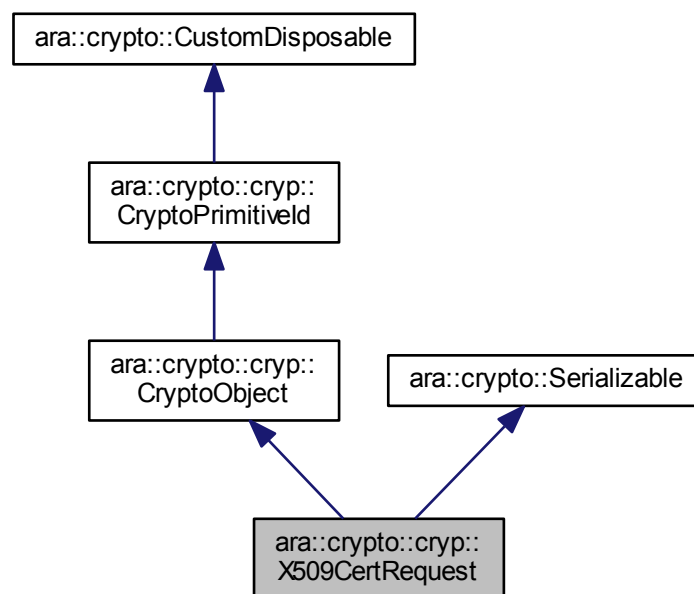 ara::crypto::CustomDisposable
ara::crypto::cryp::
CryptoPrimitiveId
ara::crypto::cryp::
CryptoObject
ara::crypto::Serializable
ara::crypto::cryp::
X509CertRequest